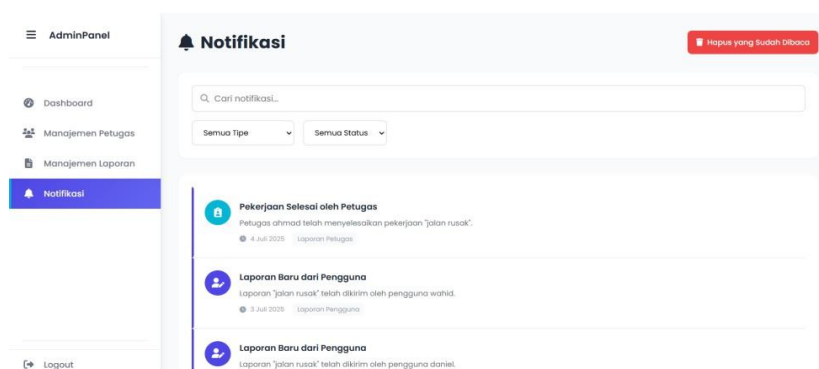 AdminPanel
Dashboard
Manajemen Petugas
Manajemen Laporan
Notifikasi
Logout
Notifikasi
Hapus yang Sudah Dibaca
Cari notifikasi...
Semua Tipe
Semua Status
Pekerjaan Selesai oleh Petugas
Petugas ahmad telah menyelesaikan pekerjaan "jalan rusak".
4 Juli 2025 Laporan Petugas
Laporan Baru dari Pengguna
Laporan "jalan rusak" telah dikirim oleh pengguna wahid.
3 Juli 2025 Laporan Pengguna
Laporan Baru dari Pengguna
Laporan "jalan rusak" telah dikirim oleh pengguna daniel.